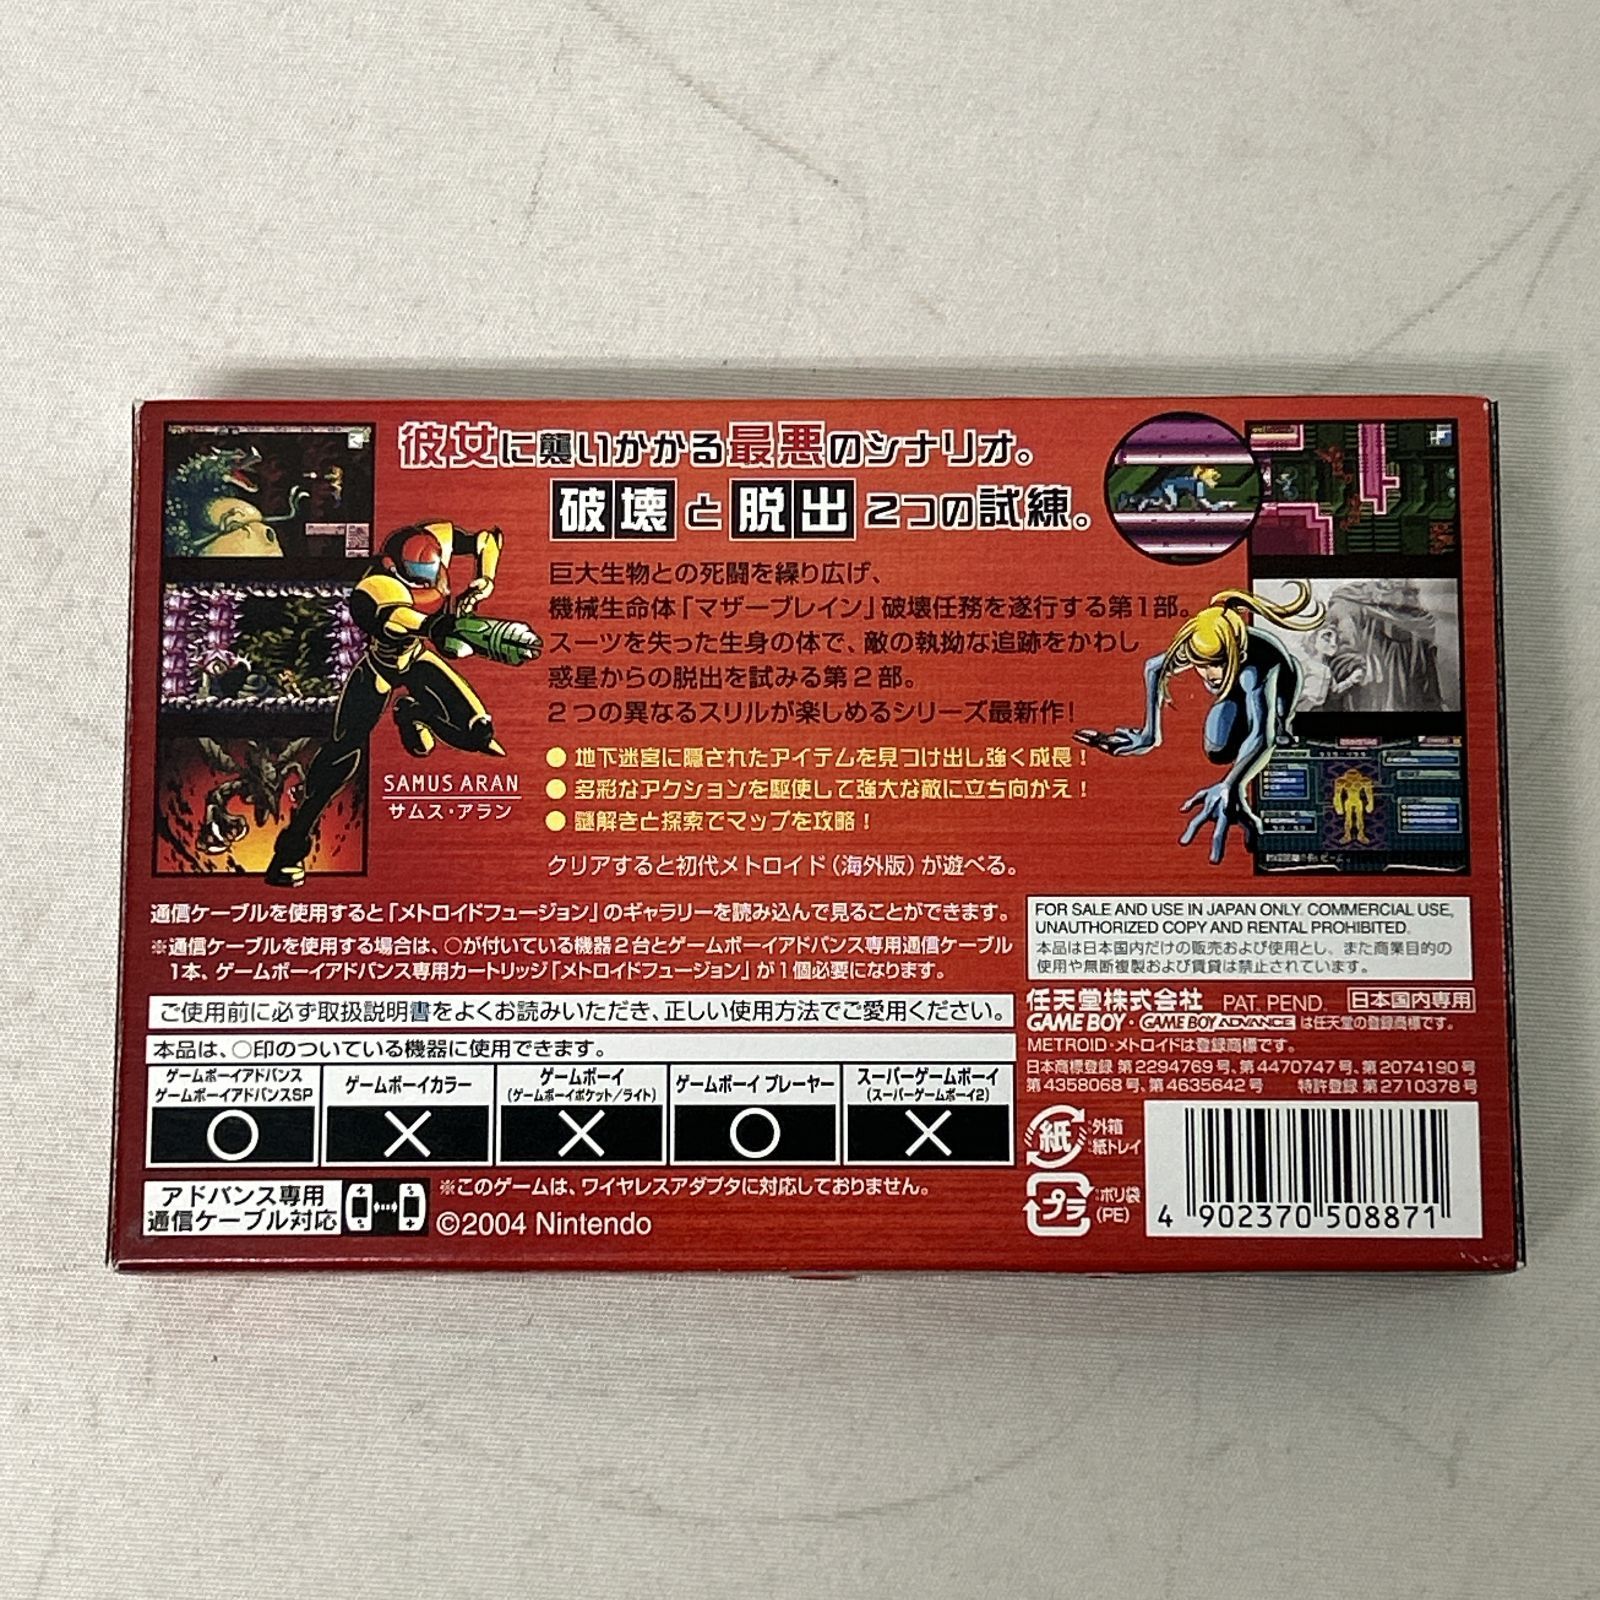 彼女に襲いかかる最悪のシナリオ。
破壊と脱出 2つの試練。
巨大生物との死闘を繰り広げ、
機械生命体「マザーブレイン」破壊任務を遂行する第1部。
スーツを失った生身の体で、敵の執拗な追跡をかわし
惑星からの脱出を試みる第2部。
2つの異なるスリルが楽しめるシリーズ最新作!
●地下迷宮に隠されたアイテムを見つけ出し強く成長!
●多彩なアクションを駆使して強大な敵に立ち向かえ!
●謎解きと探索でマップを攻略!
クリアすると初代メトロイド(海外版)が遊べる。
SAMUS ARAN
サムス・アラン
通信ケーブルを使用すると「メトロイドフュージョン」のギャラリーを読み込んで見ることができます。
※通信ケーブルを使用する場合は、○が付いている機器2台とゲームボーイアドバンス専用通信ケーブル
1本、ゲームボーイアドバンス専用カートリッジ「メトロイドフュージョン」が1個必要になります。
ご使用前に必ず取扱説明書をよくお読みいただき、正しい使用方法でご愛用ください。
本品は、○印のついている機器に使用できます。
ゲームボーイアドバンス
ゲームボーイアドバンスSP
○
ゲームボーイカラー
×
ゲームボーイ
(ゲームボーイポケット/ライト)
×
ゲームボーイ プレーヤー
○
スーパーゲームボーイ
(スーパーゲームボーイ2)
×
アドバンス専用
通信ケーブル対応
※このゲームは、ワイヤレスアダプタに対応しておりません。
©2004 Nintendo
FOR SALE AND USE IN JAPAN ONLY. COMMERCIAL USE,
UNAUTHORIZED COPY AND RENTAL PROHIBITED.
本品は日本国内だけの販売および使用とし、また商業目的の
使用や無断複製および賃貸は禁止されています。
任天堂株式会社 PAT. PEND. 日本国内専用
GAME BOY・GAME BOY ADVANCE は任天堂の登録商標です。
METROID・メトロイドは登録商標です。
日本商標登録 第2294769号、第4470747号、第2074190号
第4358068号、第4635642号 特許登録 第2710378号
紙 外箱
紙トレイ
プラ ポリ袋
(PE)
4 902370 508871